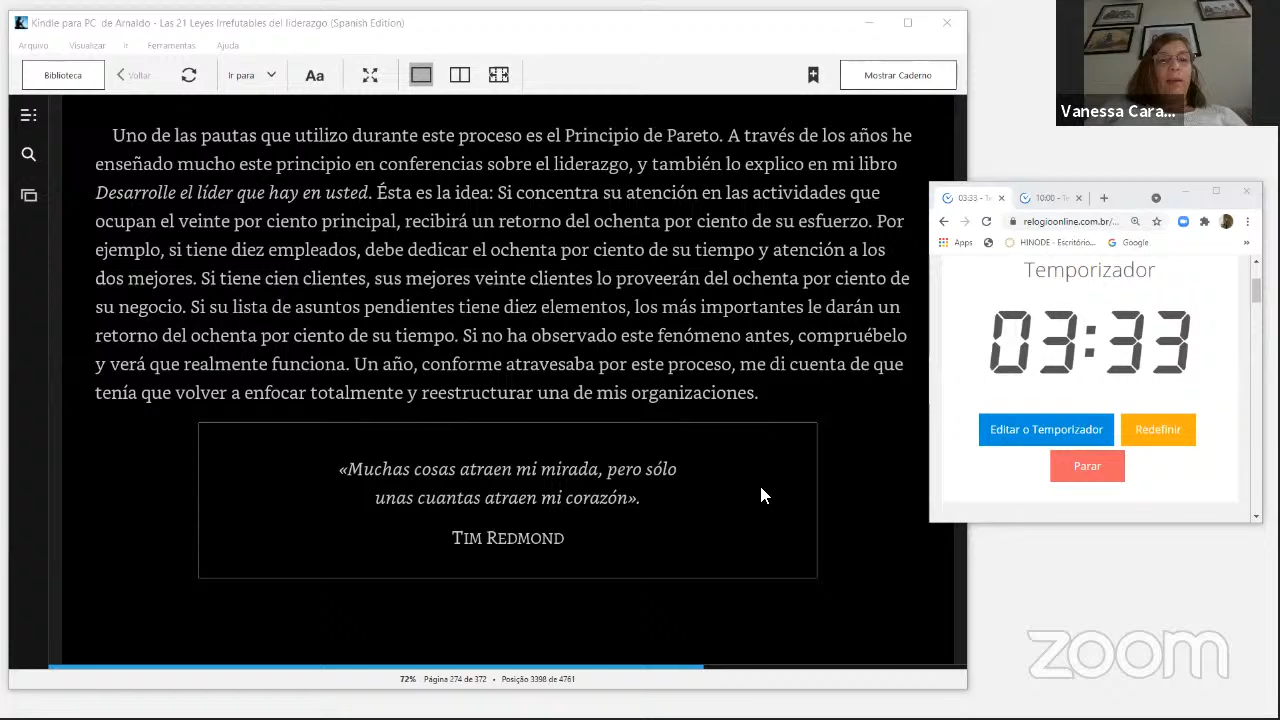 Kindle para PC de Arnaldo - Las 21 Leyes Irrefutables del liderazgo (Spanish Edition)
Arquivo Visualizar Ir Ferramentas Ajuda
Biblioteca Voltar Ir para Aa Mostrar Caderno
Uno de las pautas que utilizo durante este proceso es el Principio de Pareto. A través de los años he
enseñado mucho este principio en conferencias sobre el liderazgo, y también lo explico en mi libro
Desarrolle el líder que hay en usted. Ésta es la idea: Si concentra su atención en las actividades que
ocupan el veinte por ciento principal, recibirá un retorno del ochenta por ciento de su esfuerzo. Por
ejemplo, si tiene diez empleados, debe dedicar el ochenta por ciento de su tiempo y atención a los
dos mejores. Si tiene cien clientes, sus mejores veinte clientes lo proveerán del ochenta por ciento de
su negocio. Si su lista de asuntos pendientes tiene diez elementos, los más importantes le darán un
retorno del ochenta por ciento de su tiempo. Si no ha observado este fenómeno antes, compruébelo
y verá que realmente funciona. Un año, conforme atravesaba por este proceso, me di cuenta de que
tenía que volver a enfocar totalmente y reestructurar una de mis organizaciones.
«Muchas cosas atraen mi mirada, pero sólo
unas cuantas atraen mi corazón».
TIM REDMOND
72% Página 274 de 372 • Posição 3398 de 4761
Vanessa Cara...
03:33 - Te 10:00 - Te
relogioonline.com.br/...
Apps HINODE - Escritório... Google
Temporizador
03:33
Editar o Temporizador Redefinir
Parar
zoom